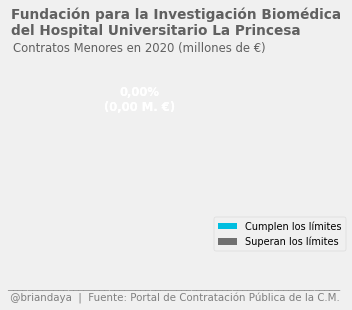 Fundación para la Investigación Biomédica
del Hospital Universitario La Princesa
Contratos Menores en 2020 (millones de €)
0,00%
(0,00 M. €)
Cumplen los límites
Superan los límites
@briandaya | Fuente: Portal de Contratación Pública de la C.M.